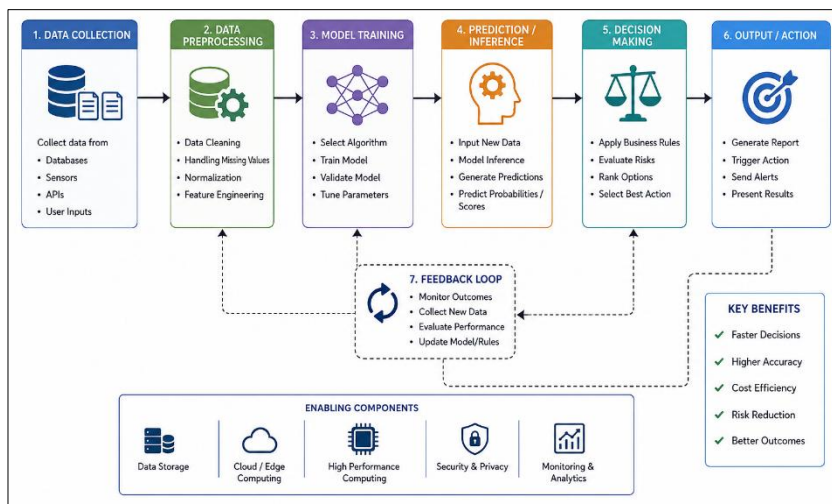 1. DATA COLLECTION
Collect data from
• Databases
• Sensors
• APIs
• User Inputs
2. DATA
PREPROCESSING
• Data Cleaning
• Handling Missing Values
• Normalization
• Feature Engineering
3. MODEL TRAINING
• Select Algorithm
• Train Model
• Validate Model
• Tune Parameters
4. PREDICTION /
INFERENCE
• Input New Data
• Model Inference
• Generate Predictions
• Predict Probabilities /
Scores
5. DECISION
MAKING
• Apply Business Rules
• Evaluate Risks
• Rank Options
• Select Best Action
6. OUTPUT / ACTION
• Generate Report
• Trigger Action
• Send Alerts
• Present Results
7. FEEDBACK LOOP
• Monitor Outcomes
• Collect New Data
• Evaluate Performance
• Update Model/Rules
KEY BENEFITS
✓ Faster Decisions
✓ Higher Accuracy
✓ Cost Efficiency
✓ Risk Reduction
✓ Better Outcomes
ENABLING COMPONENTS
Data Storage
Cloud / Edge
Computing
High Performance
Computing
Security & Privacy
Monitoring &
Analytics